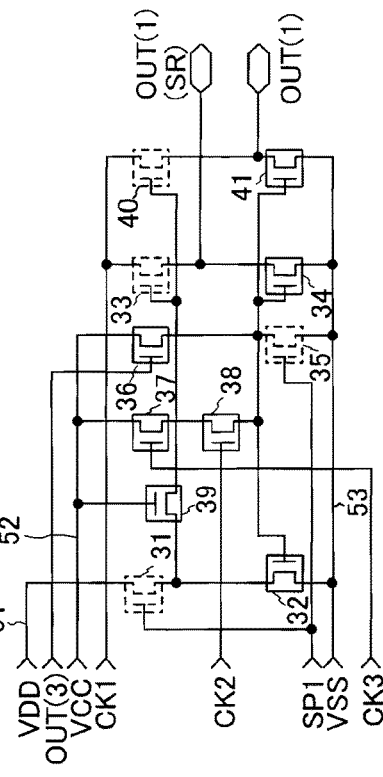 52
VDD
OUT(3)
VCC
CK1
CK2
SP1
VSS
CK3
31
32
39
37
38
36
33
35
34
40
41
53
OUT(1)
(SR)
OUT(1)